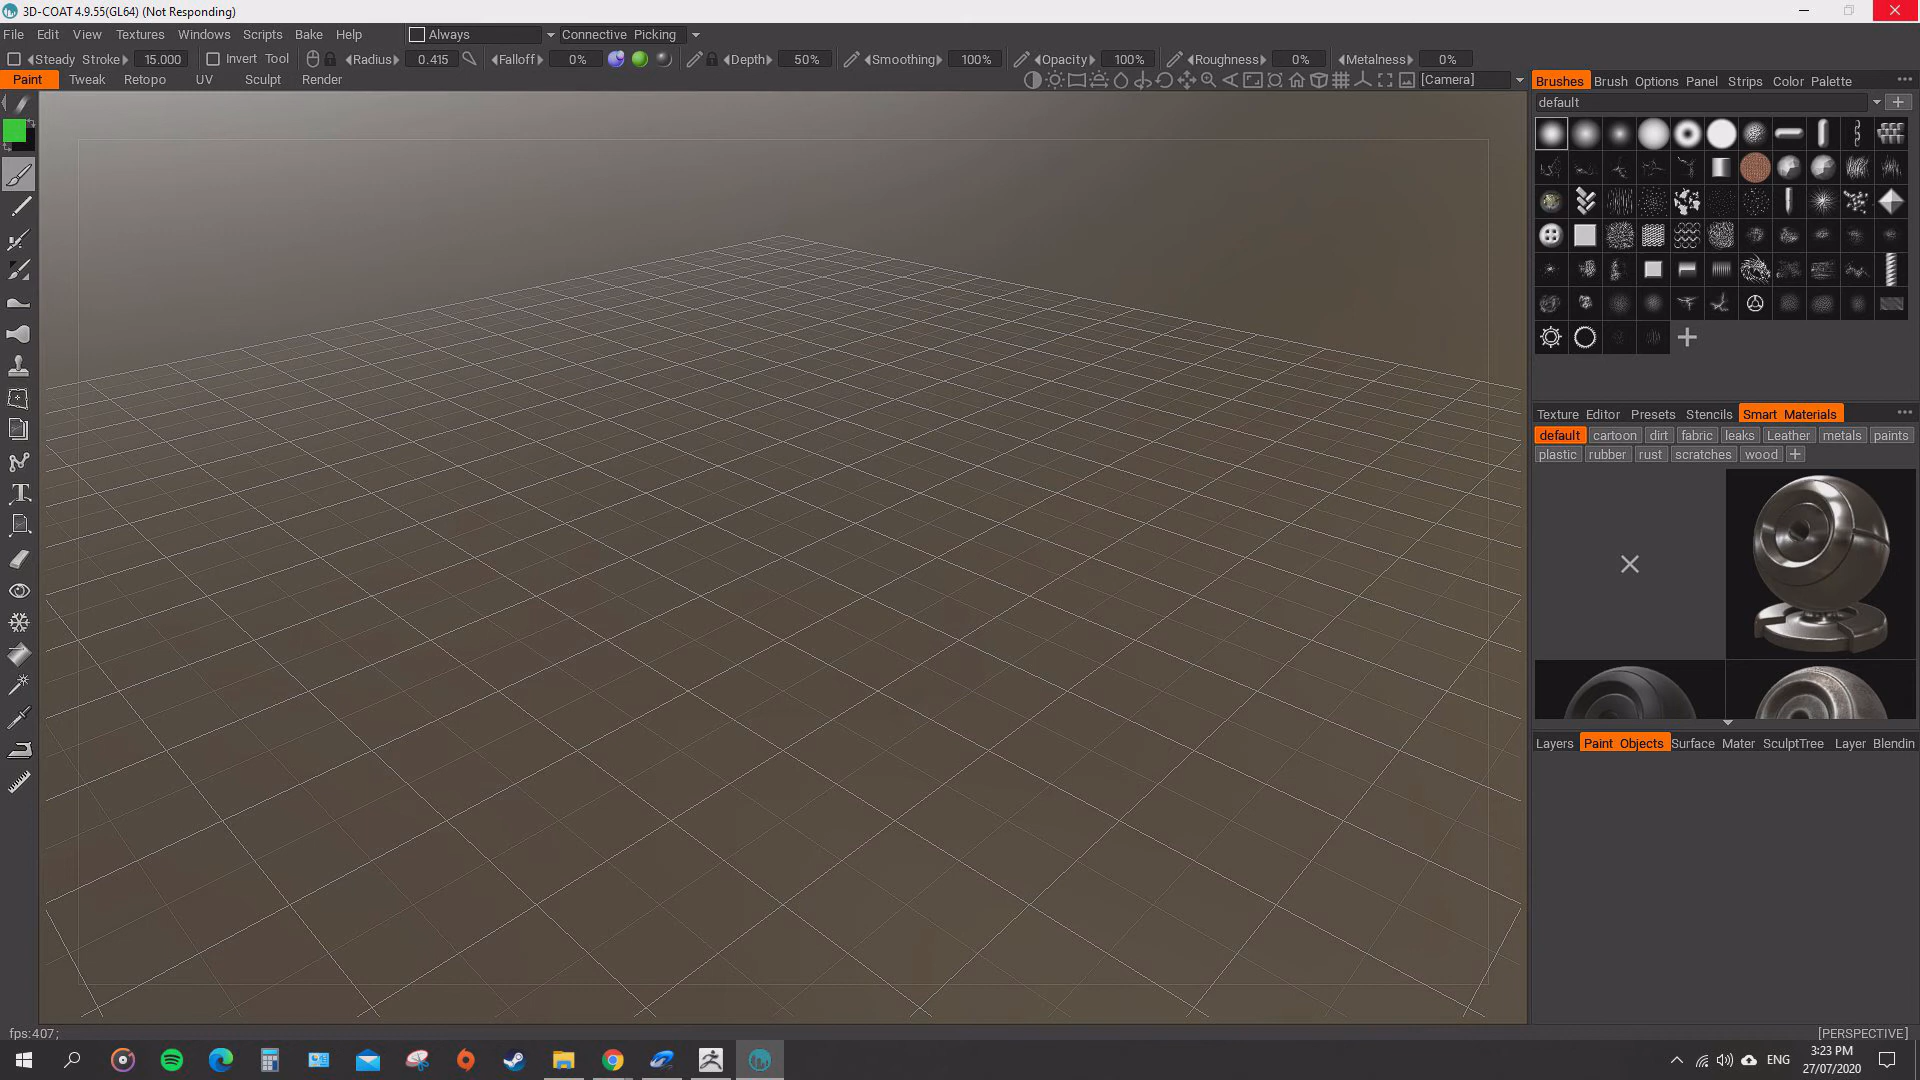 3D-COAT 4.9.55(GL64) (Not Responding)
File Edit View Textures Windows Scripts Bake Help Always Connective Picking
Steady Stroke 15.000 Invert Tool Radius 0.415 Falloff 0% Depth 50% Smoothing 100% Opacity 100% Roughness 0% Metalness 0%
Paint Tweak Retopo UV Sculpt Render [Camera]
Brushes Brush Options Panel Strips Color Palette
default
Texture Editor Presets Stencils Smart Materials
default cartoon dirt fabric leaks Leather metals paints
plastic rubber rust scratches wood
Layers Paint Objects Surface Mater SculptTree Layer Blendin
fps:407;
[PERSPECTIVE]
ENG
3:23 PM
27/07/2020